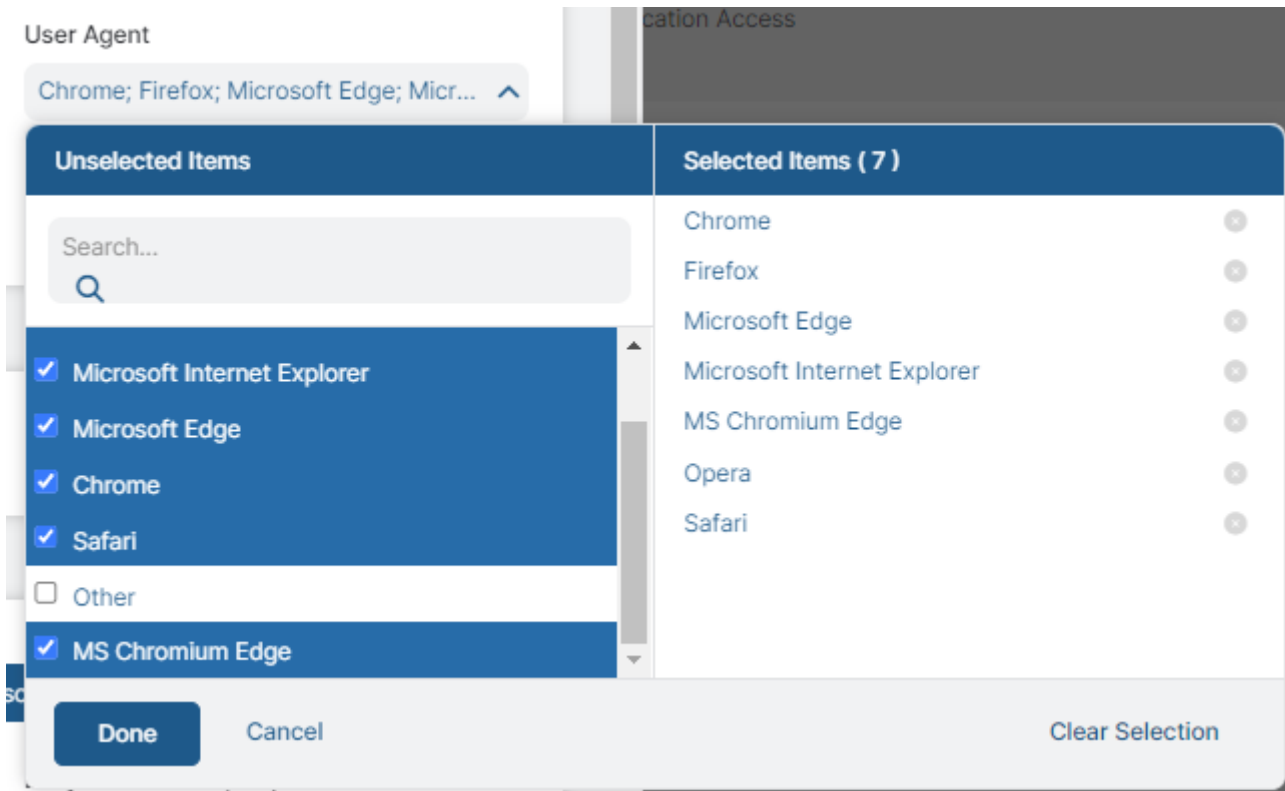 User Agent
cation Access
Chrome; Firefox; Microsoft Edge; Micr...
Unselected Items
Search...
Microsoft Internet Explorer
Microsoft Edge
Chrome
Safari
Other
MS Chromium Edge
Selected Items ( 7 )
Chrome
Firefox
Microsoft Edge
Microsoft Internet Explorer
MS Chromium Edge
Opera
Safari
Done
Cancel
Clear Selection